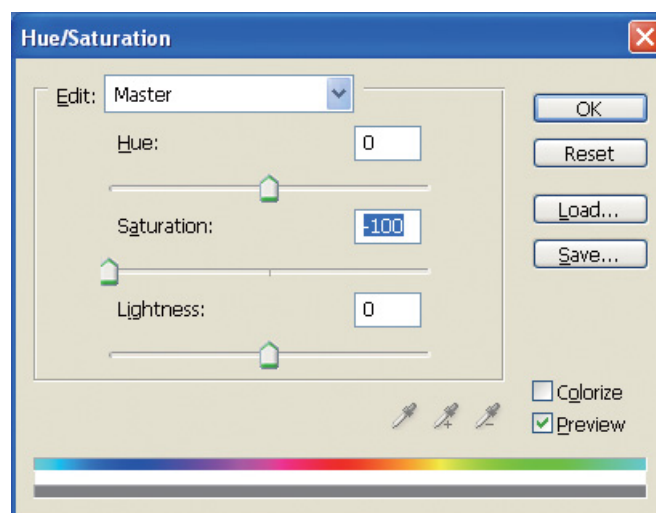 Hue/Saturation
Edit: Master
OK
Hue: 0
Reset
Load...
Saturation: -100
Save...
Lightness: 0
Colorize
Preview